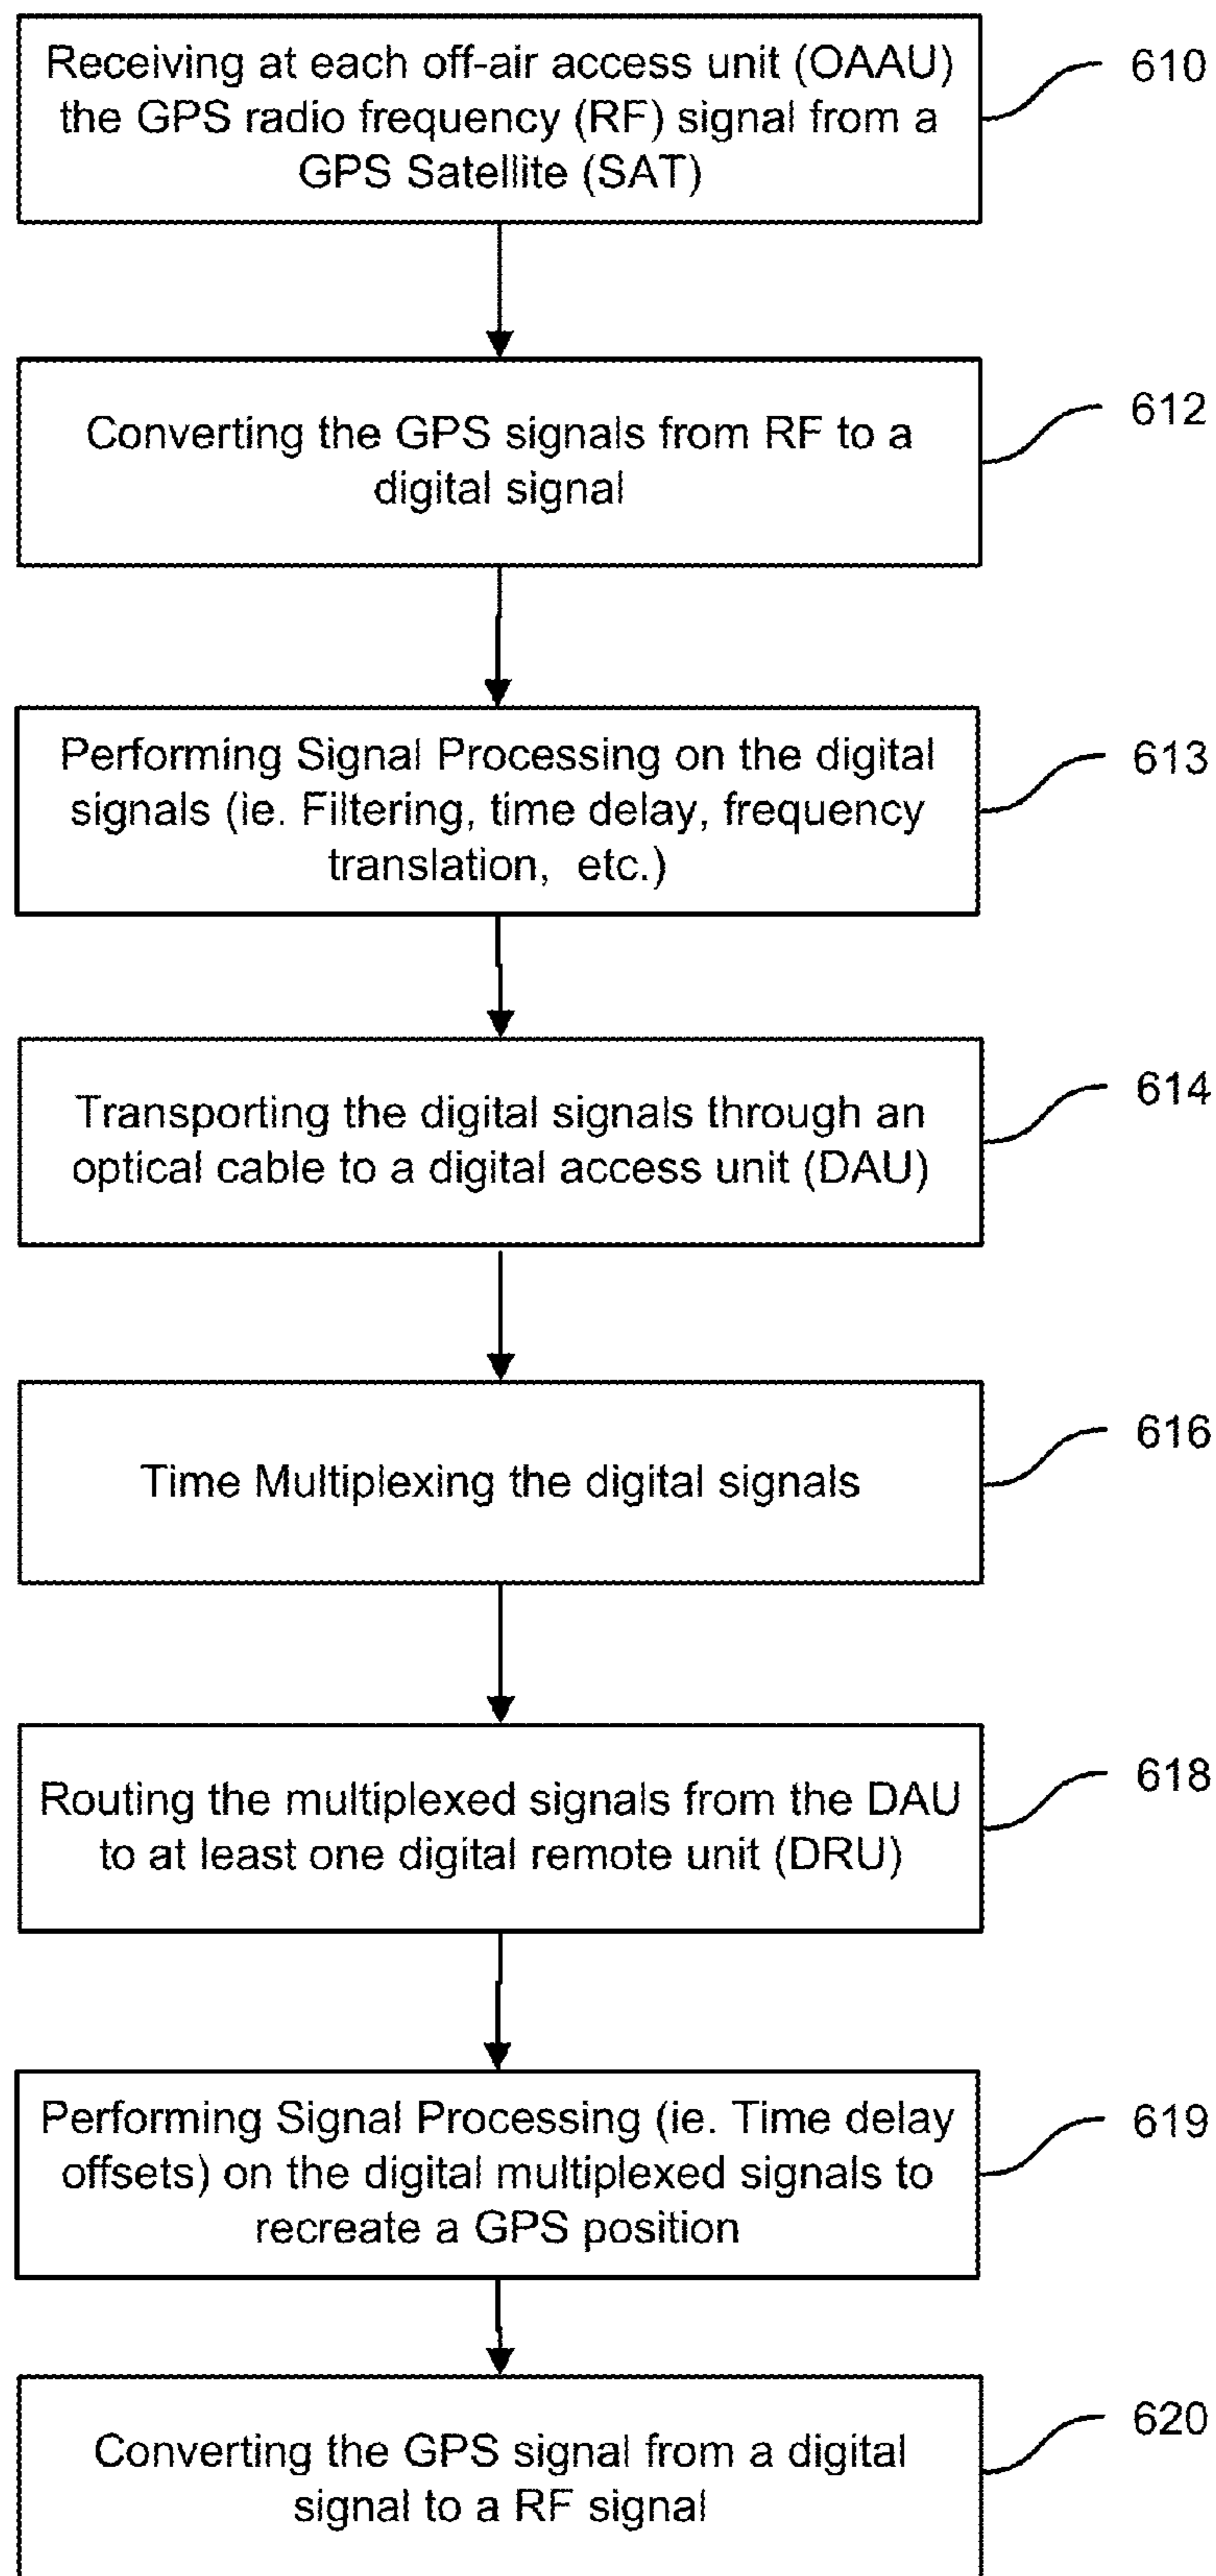 Receiving at each off-air access unit (OAAU)
the GPS radio frequency (RF) signal from a
GPS Satellite (SAT)
610
Converting the GPS signals from RF to a
digital signal
612
Performing Signal Processing on the digital
signals (ie. Filtering, time delay, frequency
translation,  etc.)
613
Transporting the digital signals through an
optical cable to a digital access unit (DAU)
614
Time Multiplexing the digital signals
616
Routing the multiplexed signals from the DAU
to at least one digital remote unit (DRU)
618
Performing Signal Processing (ie. Time delay
offsets) on the digital multiplexed signals to
recreate a GPS position
619
Converting the GPS signal from a digital
signal to a RF signal
620